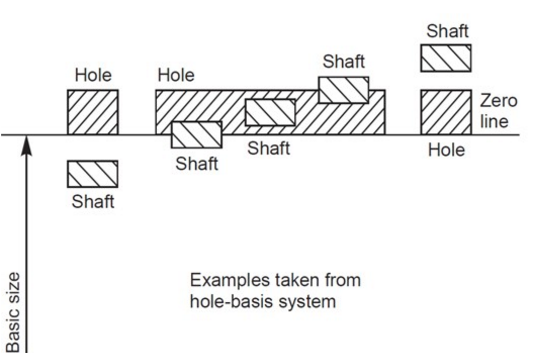 Shaft
Shaft
Hole
Hole
Zero
line
Shaft
Shaft
Hole
Shaft
Examples taken from
hole-basis system
Basic size